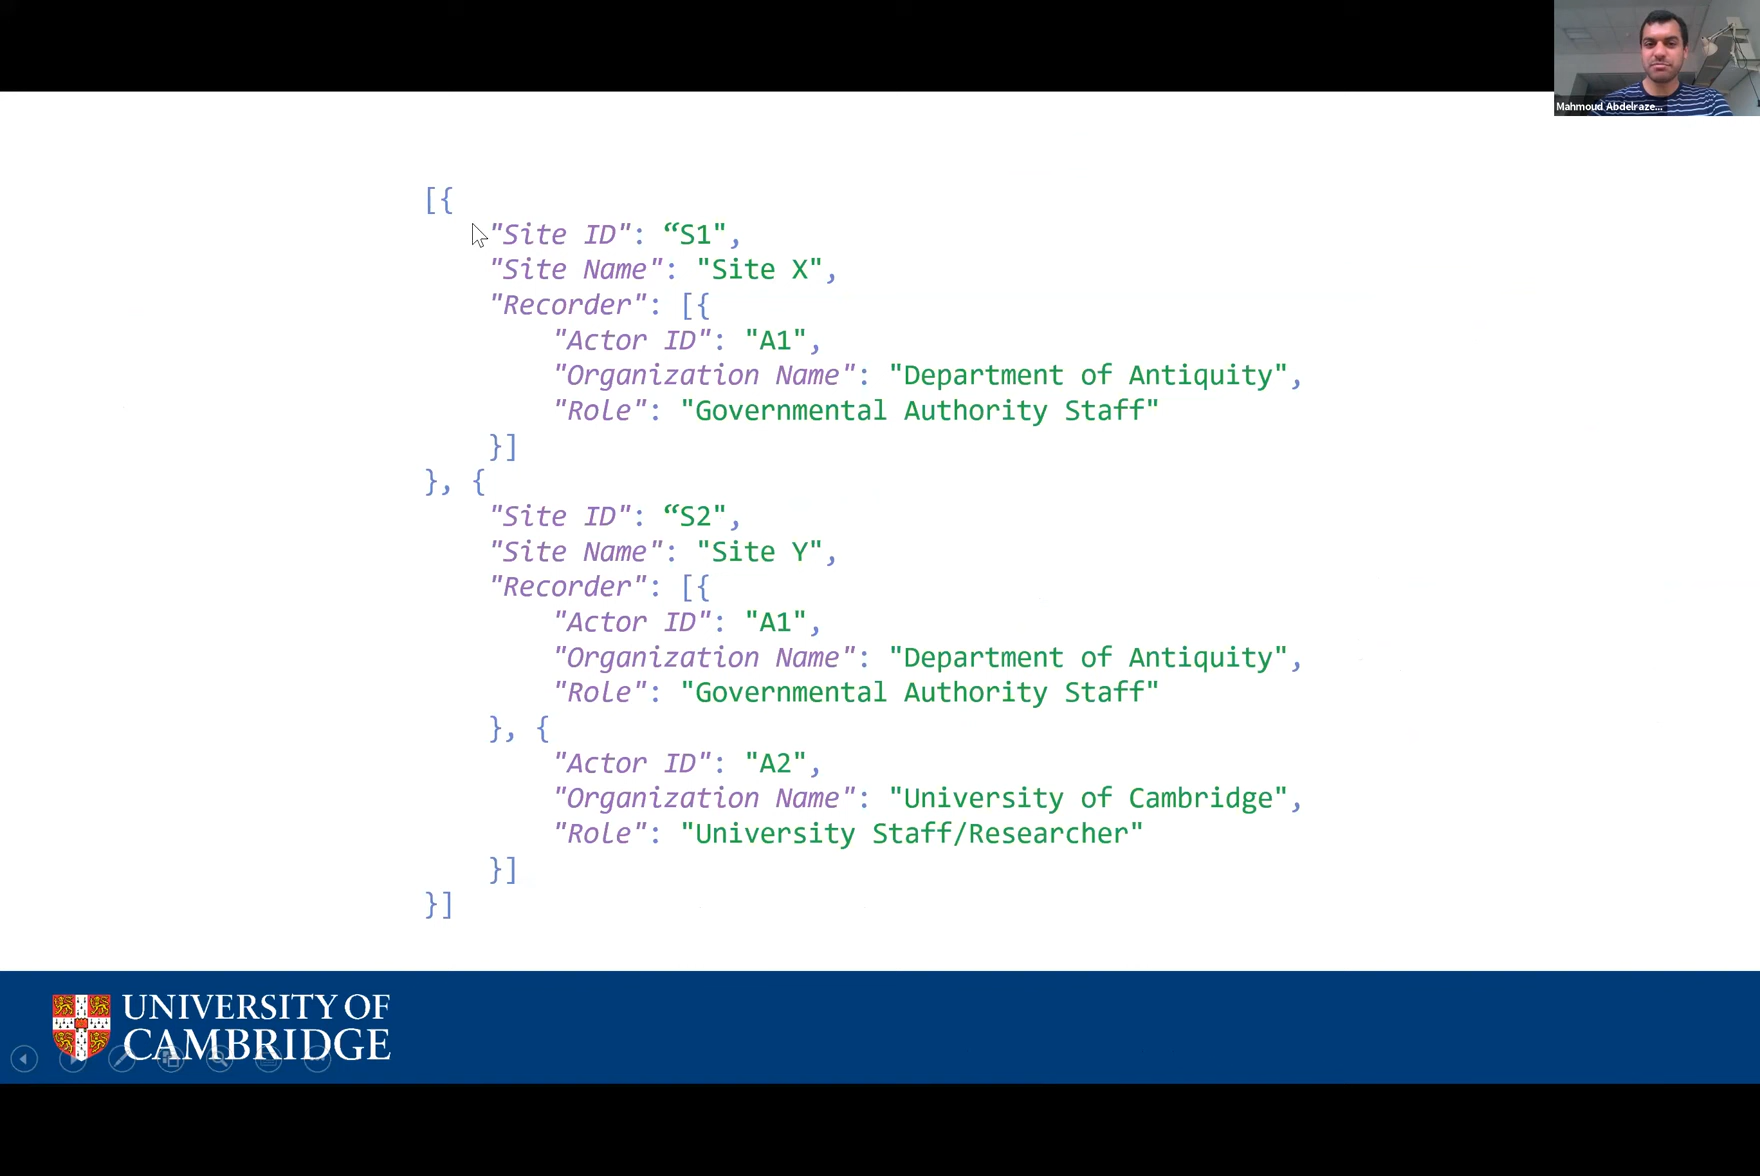 Mahmoud Abdelraze...
[{
"Site ID": “S1",
"Site Name": "Site X",
"Recorder": [{
"Actor ID": "A1",
"Organization Name": "Department of Antiquity",
"Role": "Governmental Authority Staff"
}]
}, {
"Site ID": “S2",
"Site Name": "Site Y",
"Recorder": [{
"Actor ID": "A1",
"Organization Name": "Department of Antiquity",
"Role": "Governmental Authority Staff"
}, {
"Actor ID": "A2",
"Organization Name": "University of Cambridge",
"Role": "University Staff/Researcher"
}]
}]
UNIVERSITY OF
CAMBRIDGE